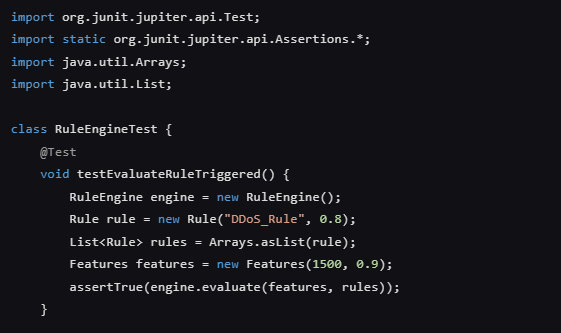 import org.junit.jupiter.api.Test;
import static org.junit.jupiter.api.Assertions.*;
import java.util.Arrays;
import java.util.List;

class RuleEngineTest {
    @Test
    void testEvaluateRuleTriggered() {
        RuleEngine engine = new RuleEngine();
        Rule rule = new Rule("DDoS_Rule", 0.8);
        List<Rule> rules = Arrays.asList(rule);
        Features features = new Features(1500, 0.9);
        assertTrue(engine.evaluate(features, rules));
    }